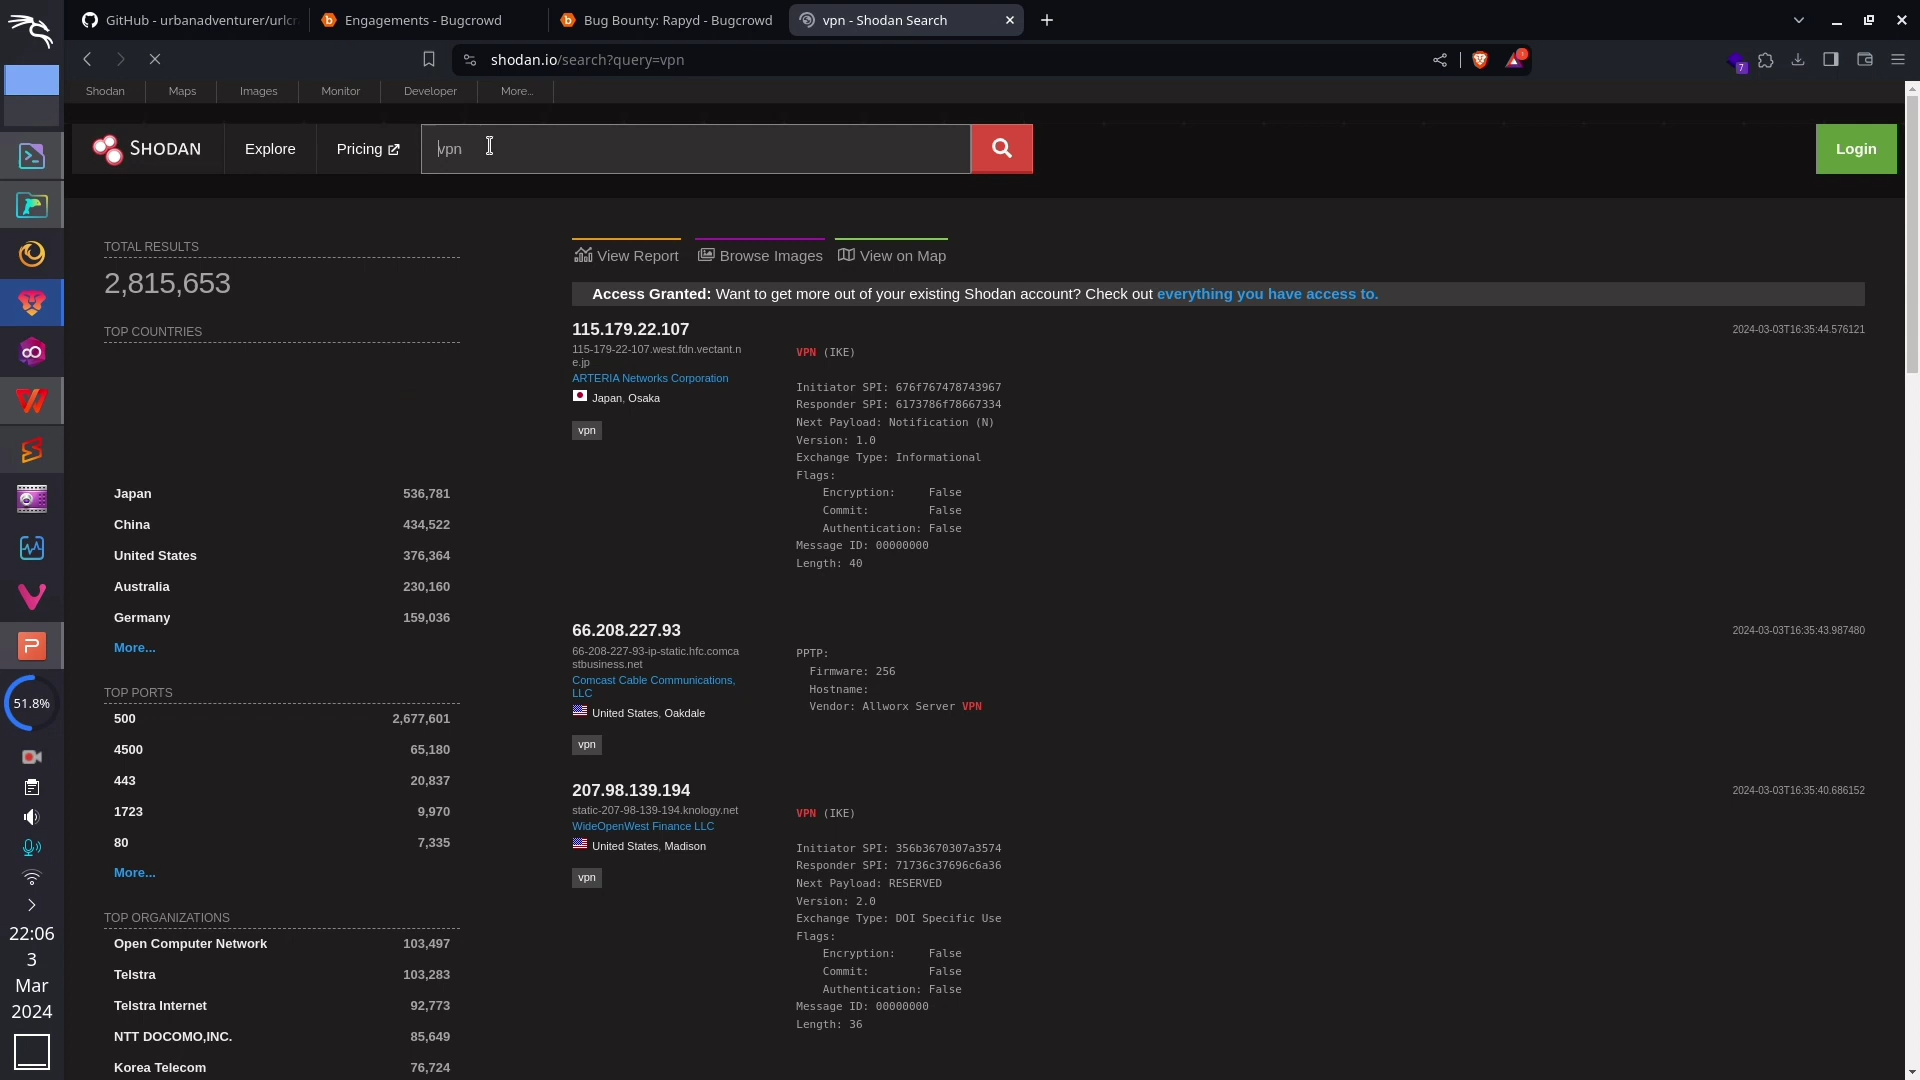 GitHub - urbanadventurer/urlcr
Engagements - Bugcrowd
Bug Bounty: Rapyd - Bugcrowd
vpn - Shodan Search
shodan.io/search?query=vpn
7
Shodan
Maps
Images
Monitor
Developer
More...
SHODAN
Explore
Pricing
vpn
Login
TOTAL RESULTS
2,815,653
TOP COUNTRIES
Japan 536,781
China 434,522
United States 376,364
Australia 230,160
Germany 159,036
More...
TOP PORTS
500 2,677,601
4500 65,180
443 20,837
1723 9,970
80 7,335
More...
TOP ORGANIZATIONS
Open Computer Network 103,497
Telstra 103,283
Telstra Internet 92,773
NTT DOCOMO,INC. 85,649
Korea Telecom 76,724
View Report
Browse Images
View on Map
Access Granted: Want to get more out of your existing Shodan account? Check out everything you have access to.
115.179.22.107
2024-03-03T16:35:44.576121
115-179-22-107.west.fdn.vectant.n
e.jp
ARTERIA Networks Corporation
Japan, Osaka
vpn
VPN (IKE)
Initiator SPI: 676f767478743967
Responder SPI: 6173786f78667334
Next Payload: Notification (N)
Version: 1.0
Exchange Type: Informational
Flags:
Encryption: False
Commit: False
Authentication: False
Message ID: 00000000
Length: 40
66.208.227.93
2024-03-03T16:35:43.987480
66-208-227-93-ip-static.hfc.comca
stbusiness.net
Comcast Cable Communications,
LLC
United States, Oakdale
vpn
PPTP:
Firmware: 256
Hostname:
Vendor: Allworx Server VPN
207.98.139.194
2024-03-03T16:35:40.686152
static-207-98-139-194.knology.net
WideOpenWest Finance LLC
United States, Madison
vpn
VPN (IKE)
Initiator SPI: 356b3670307a3574
Responder SPI: 71736c37696c6a36
Next Payload: RESERVED
Version: 2.0
Exchange Type: DOI Specific Use
Flags:
Encryption: False
Commit: False
Authentication: False
Message ID: 00000000
Length: 36
51.8%
22:06
3
Mar
2024